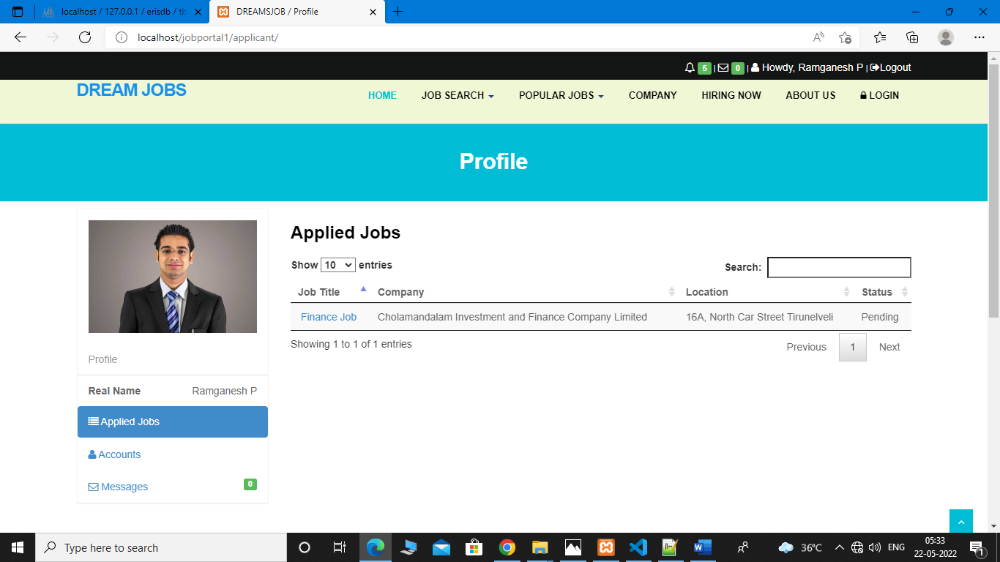 localhost / 127.0.0.1 / erisdb / tb
DREAMSJOB / Profile
localhost/jobportal1/applicant/
5 | 0 | Howdy, Ramganesh P | Logout
DREAM JOBS
HOME JOB SEARCH POPULAR JOBS COMPANY HIRING NOW ABOUT US LOGIN
Profile
Profile
Real Name Ramganesh P
Applied Jobs
Accounts
Messages 0
Applied Jobs
Show 10 entries
Search:
Job Title Company Location Status
Finance Job Cholamandalam Investment and Finance Company Limited 16A, North Car Street Tirunelveli Pending
Showing 1 to 1 of 1 entries
Previous 1 Next
Type here to search
36°C
ENG
05:33
22-05-2022
1